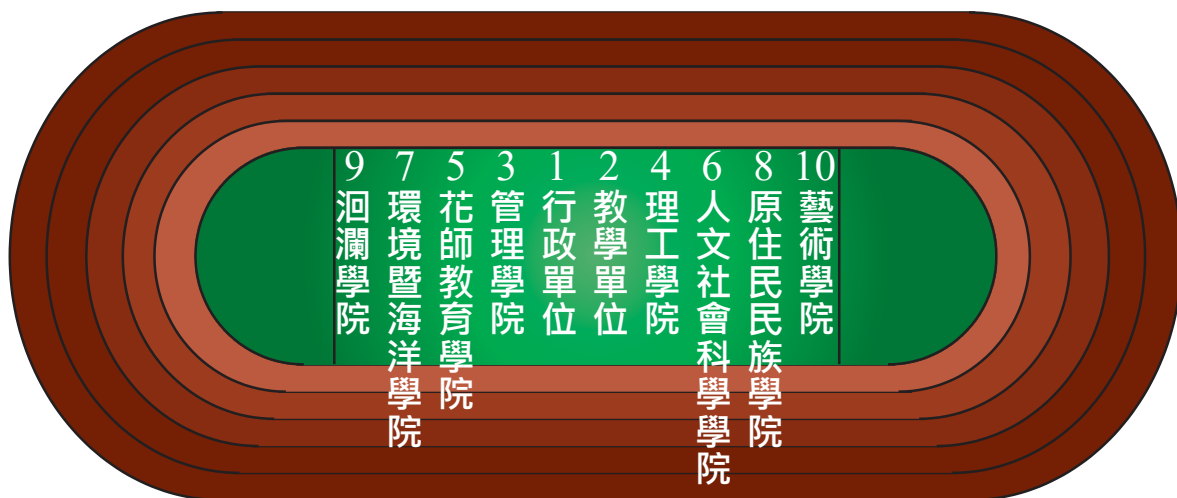 9 洄瀾學院
7 環境暨海洋學院
5 花師教育學院
3 管理學院
1 行政單位
2 教學單位
4 理工學院
6 人文社會科學學院
8 原住民民族學院
10 藝術學院